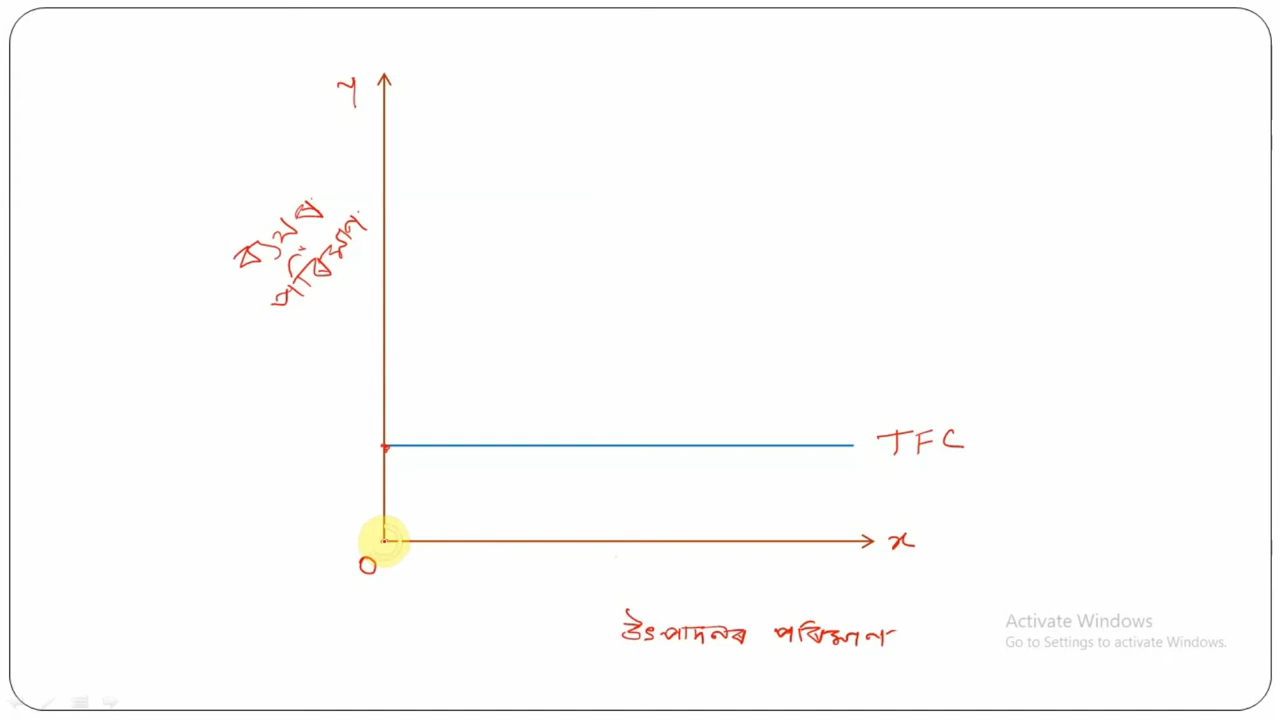 Y
ব্যয়ৰ
পৰিমাণ
TFC
x
O
উৎপাদনৰ পৰিমাণ
Activate Windows
Go to Settings to activate Windows.